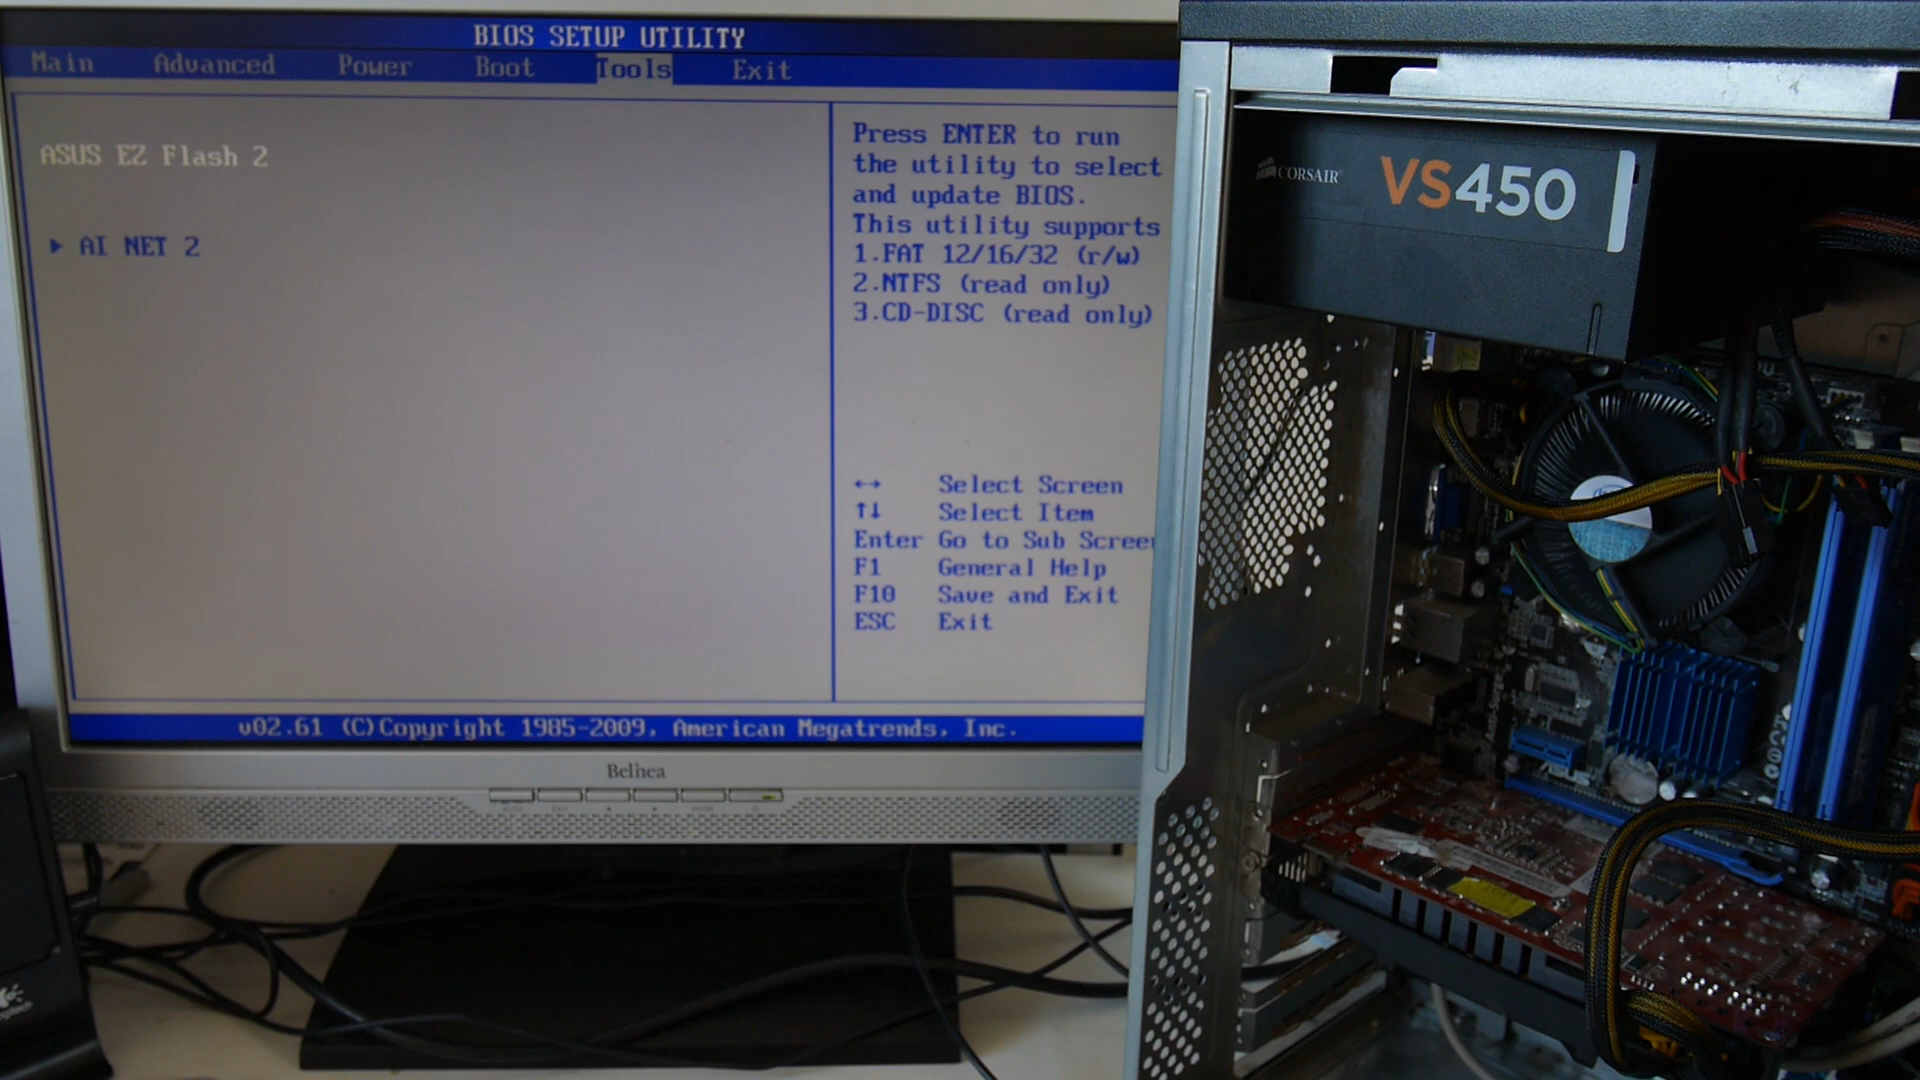 BIOS SETUP UTILITY
Main Advanced Power Boot Tools Exit
ASUS EZ Flash 2
AI NET 2
Press ENTER to run
the utility to select
and update BIOS.
This utility supports
1.FAT 12/16/32 (r/w)
2.NTFS (read only)
3.CD-DISC (read only)
↔ Select Screen
↑↓ Select Item
Enter Go to Sub Screen
F1 General Help
F10 Save and Exit
ESC Exit
v02.61 (C)Copyright 1985-2009, American Megatrends, Inc.
Belinea
CORSAIR VS450